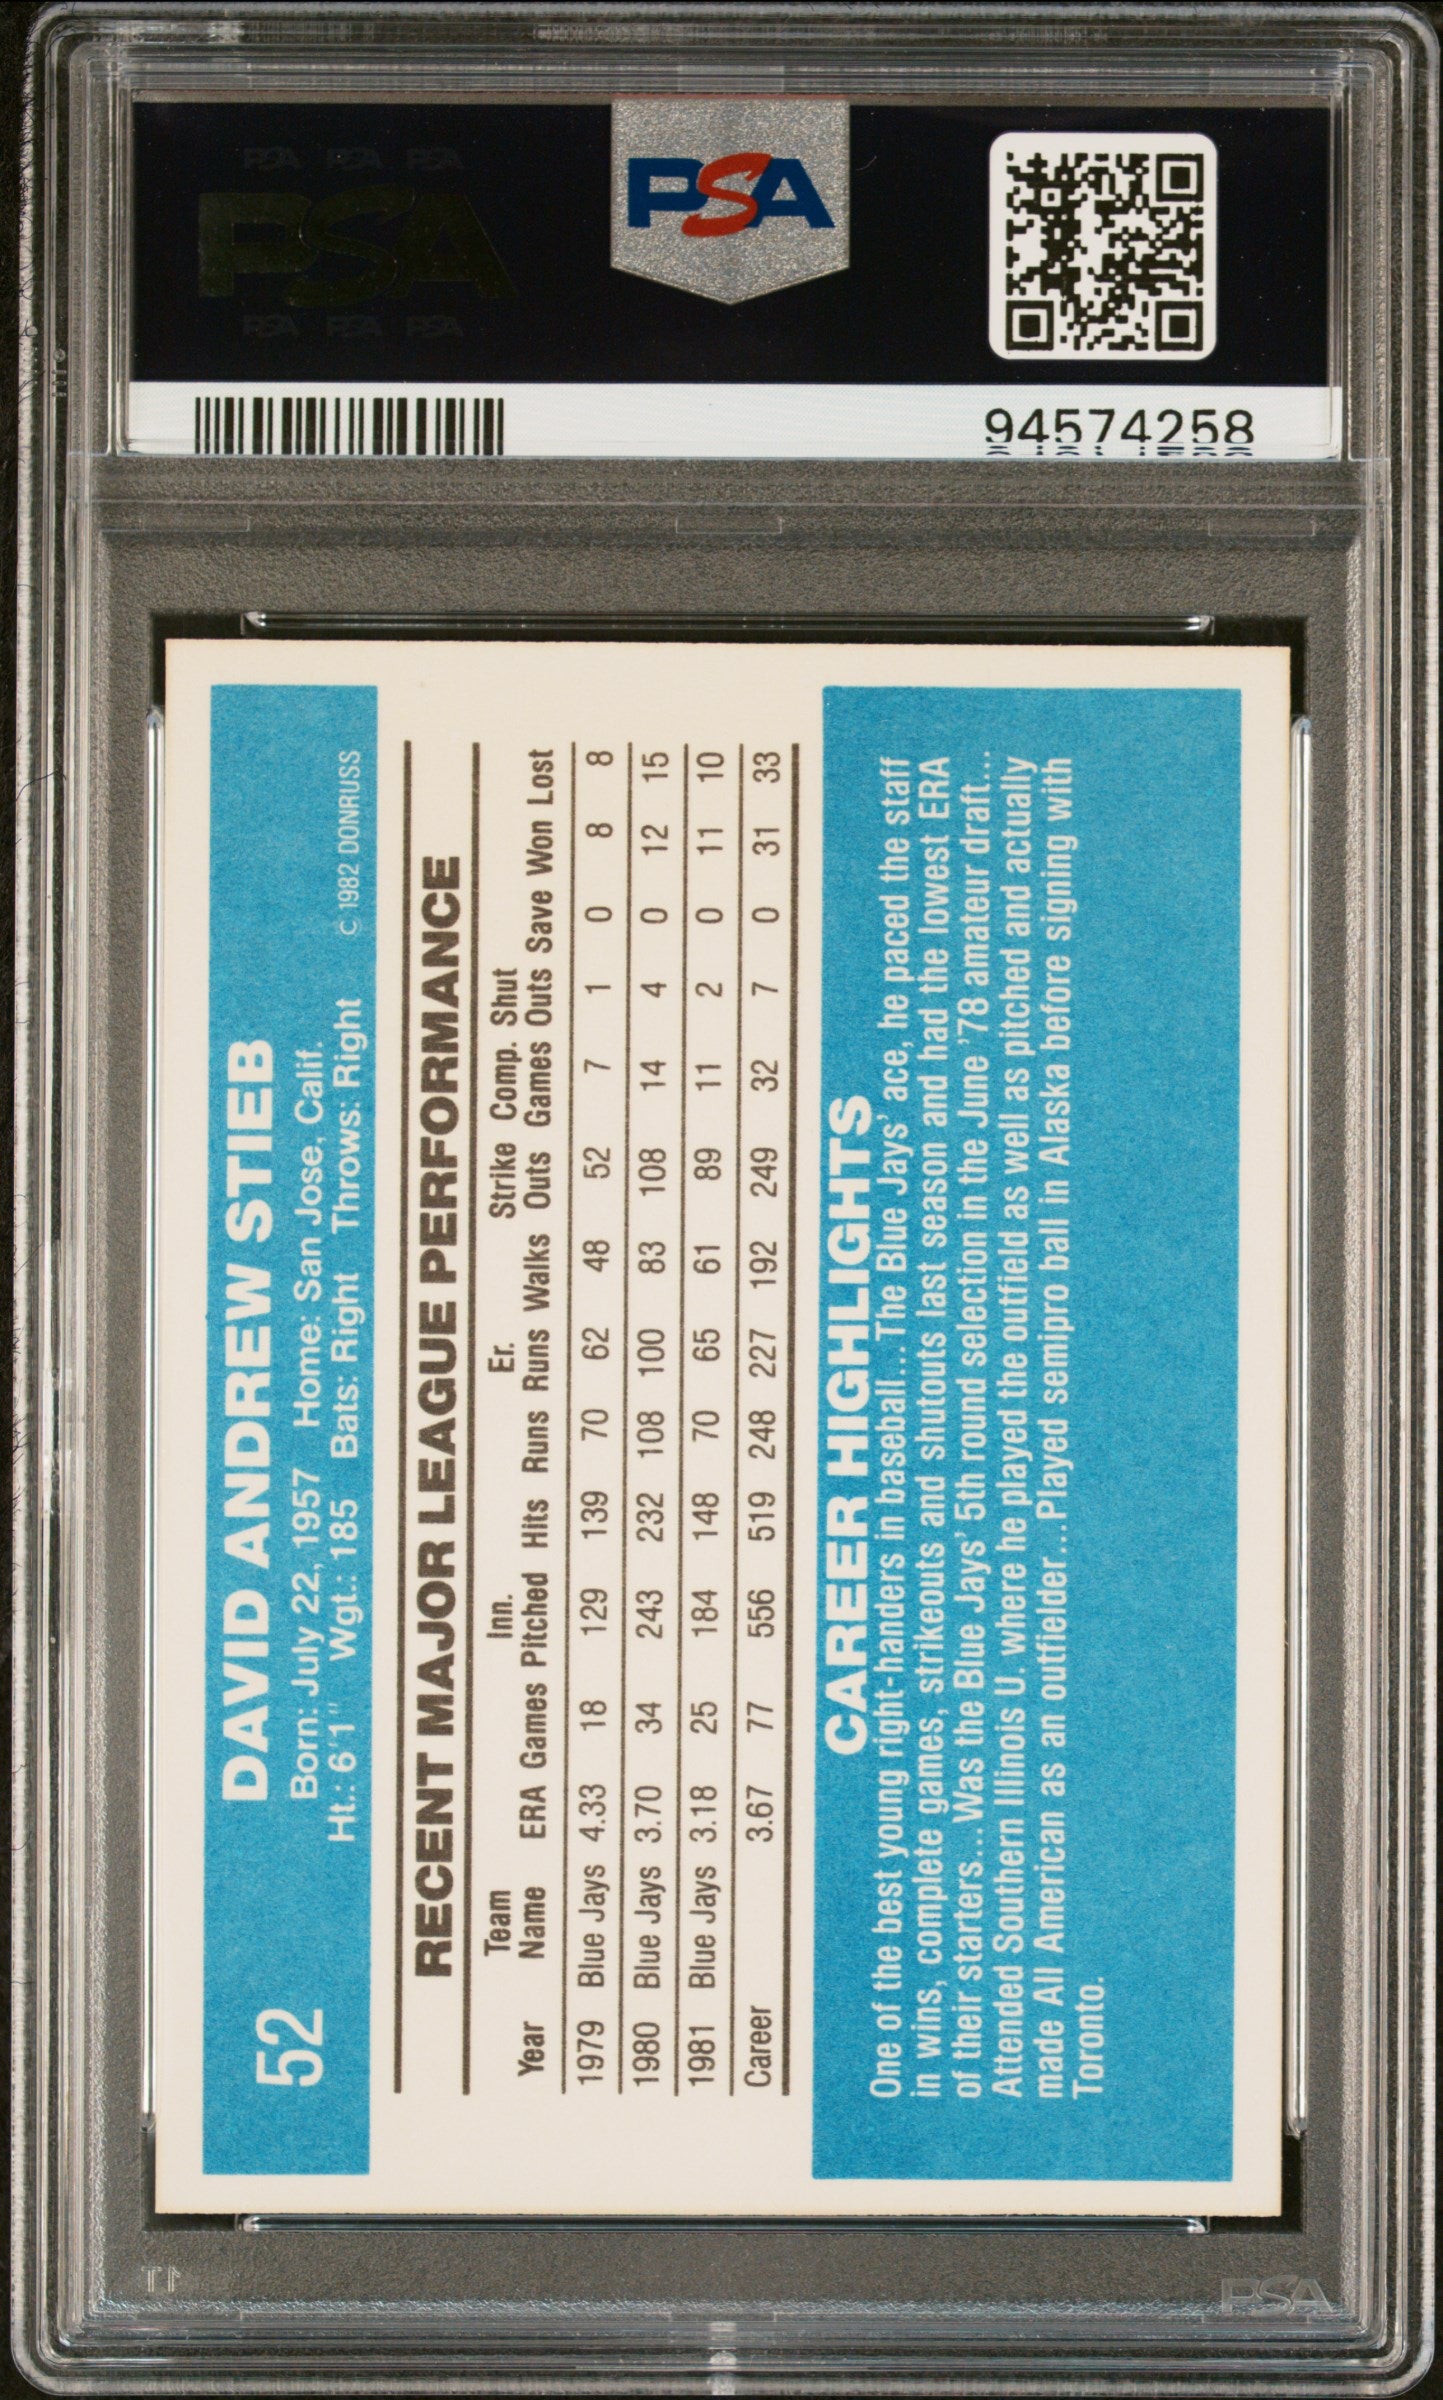 PSA PSA PSA
PSA
PSA PSA PSA
PSA
94574258
52
DAVID ANDREW STIEB
Born: July 22, 1957 Home: San Jose, Calif.
Ht.: 6'1" Wgt.: 185 Bats: Right Throws: Right © 1982 DONRUSS
RECENT MAJOR LEAGUE PERFORMANCE
Team Inn. Er. Strike Comp. Shut
Year Name ERA Games Pitched Hits Runs Runs Walks Outs Games Outs Save Won Lost
1979 Blue Jays 4.33 18 129 139 70 62 48 52 7 1 0 8 8
1980 Blue Jays 3.70 34 243 232 108 100 83 108 14 4 0 12 15
1981 Blue Jays 3.18 25 184 148 70 65 61 89 11 2 0 11 10
Career 3.67 77 556 519 248 227 192 249 32 7 0 31 33
CAREER HIGHLIGHTS
One of the best young right-handers in baseball...The Blue Jays' ace, he paced the staff
in wins, complete games, strikeouts and shutouts last season and had the lowest ERA
of their starters...Was the Blue Jays' 5th round selection in the June '78 amateur draft...
Attended Southern Illinois U. where he played the outfield as well as pitched and actually
made All American as an outfielder...Played semipro ball in Alaska before signing with
Toronto.
PSA